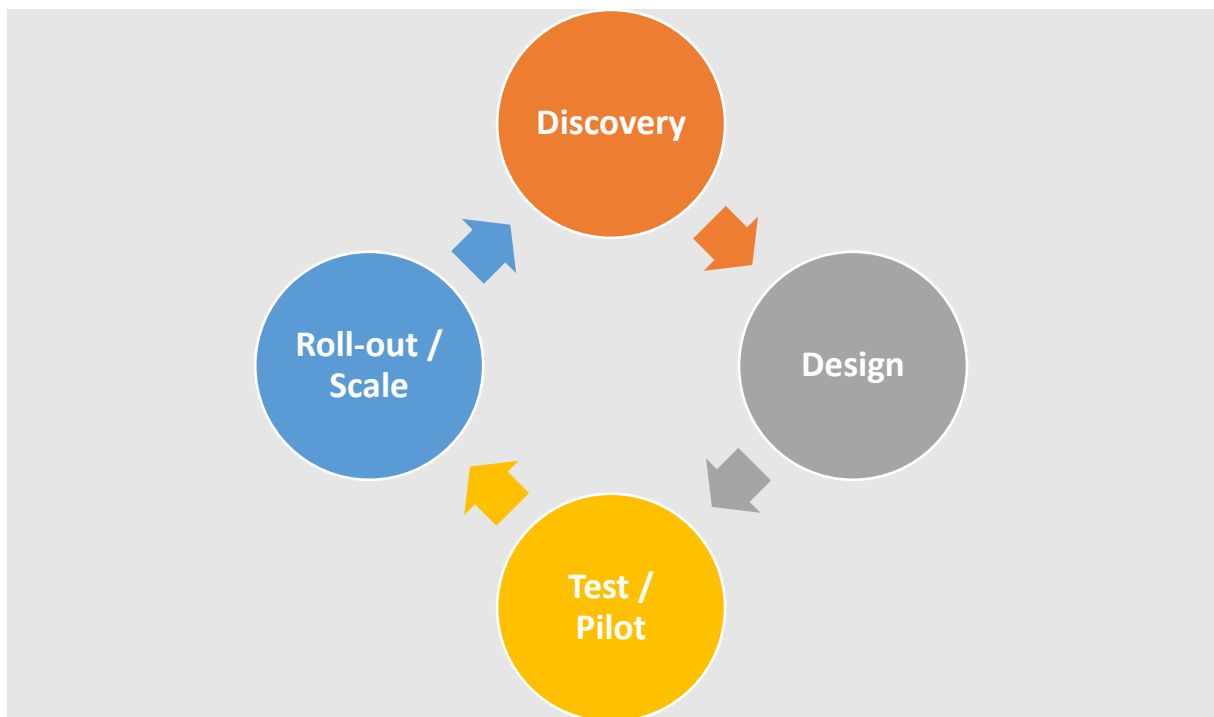 Discovery
Design
Test /
Pilot
Roll-out /
Scale